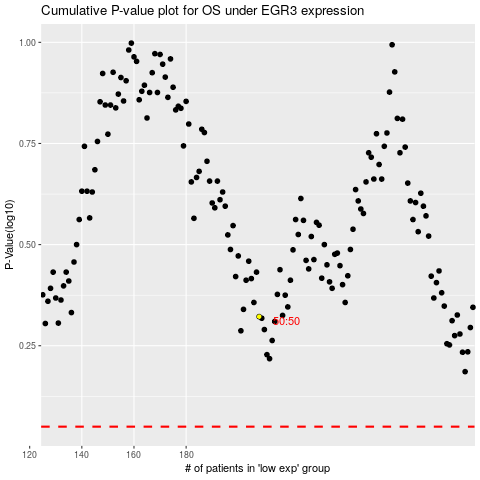 Cumulative P-value plot for OS under EGR3 expression
1.00
0.75
0.50
0.25
P-Value(log10)
50:50
120 140 160 180
# of patients in 'low exp' group